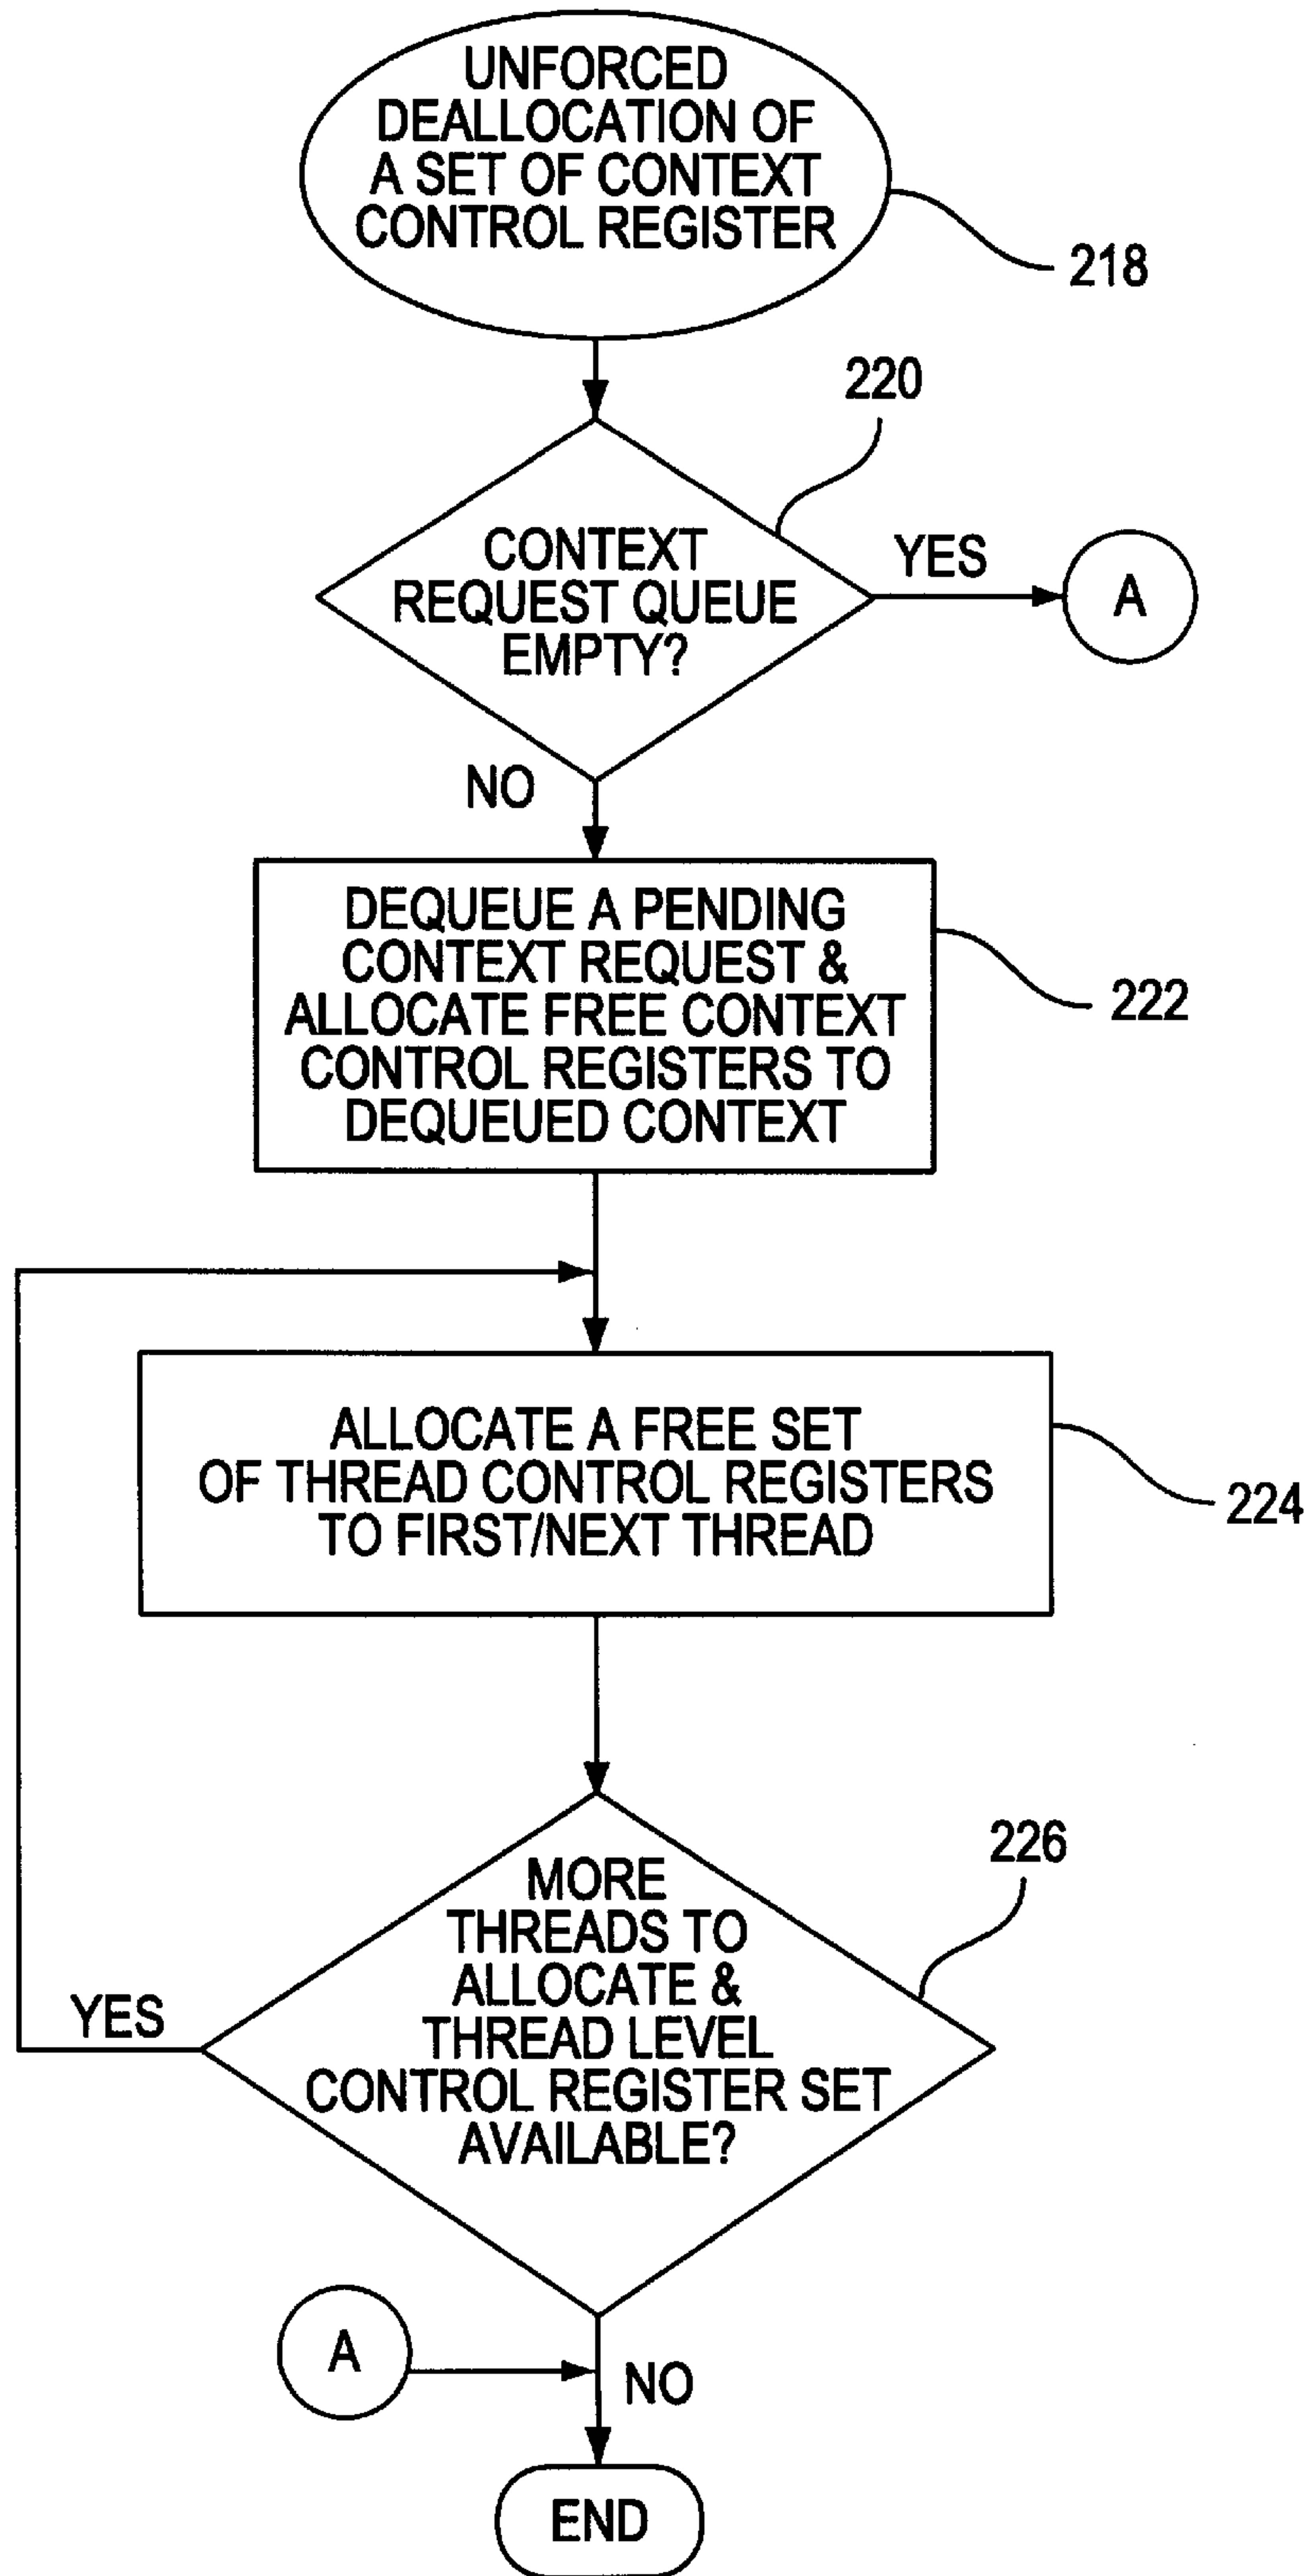 UNFORCED
DEALLOCATION OF
A SET OF CONTEXT
CONTROL REGISTER
218
220
CONTEXT
REQUEST QUEUE
EMPTY?
YES
A
NO
DEQUEUE A PENDING
CONTEXT REQUEST &
ALLOCATE FREE CONTEXT
CONTROL REGISTERS TO
DEQUEUED CONTEXT
222
ALLOCATE A FREE SET
OF THREAD CONTROL REGISTERS
TO FIRST/NEXT THREAD
224
226
MORE
THREADS TO
ALLOCATE &
THREAD LEVEL
CONTROL REGISTER SET
AVAILABLE?
YES
A
NO
END